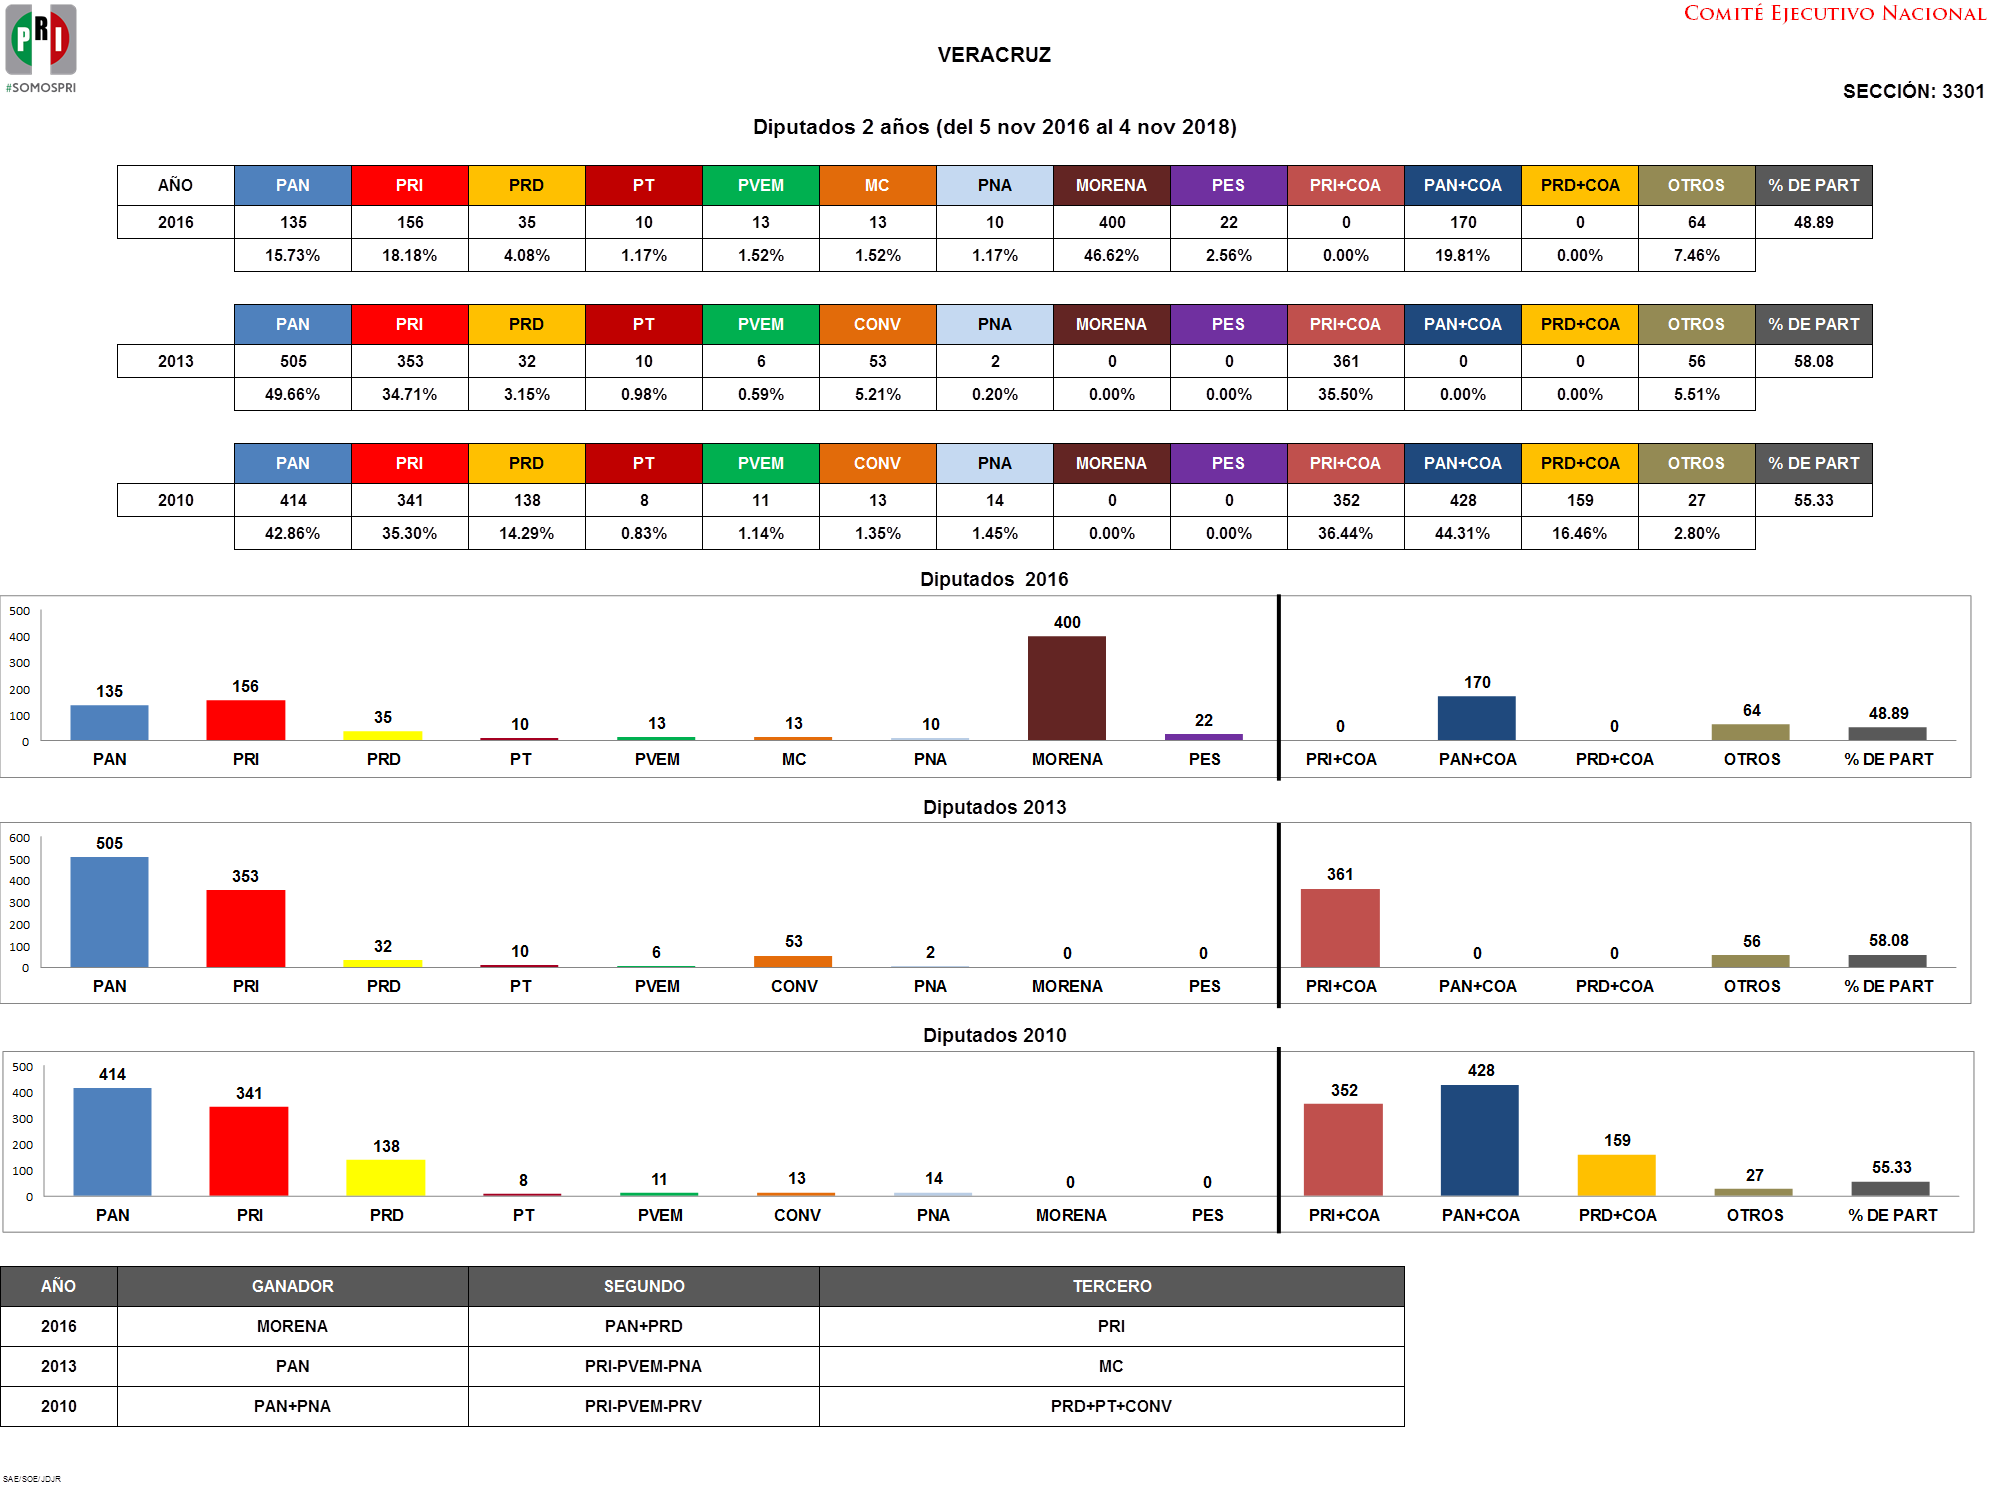 PRI
#SOMOSPRI
COMITÉ EJECUTIVO NACIONAL
VERACRUZ
SECCIÓN: 3301
Diputados 2 años (del 5 nov 2016 al 4 nov 2018)
AÑO PAN PRI PRD PT PVEM MC PNA MORENA PES PRI+COA PAN+COA PRD+COA OTROS % DE PART
2016 135 156 35 10 13 13 10 400 22 0 170 0 64 48.89
15.73% 18.18% 4.08% 1.17% 1.52% 1.52% 1.17% 46.62% 2.56% 0.00% 19.81% 0.00% 7.46%
PAN PRI PRD PT PVEM CONV PNA MORENA PES PRI+COA PAN+COA PRD+COA OTROS % DE PART
2013 505 353 32 10 6 53 2 0 0 361 0 0 56 58.08
49.66% 34.71% 3.15% 0.98% 0.59% 5.21% 0.20% 0.00% 0.00% 35.50% 0.00% 0.00% 5.51%
PAN PRI PRD PT PVEM CONV PNA MORENA PES PRI+COA PAN+COA PRD+COA OTROS % DE PART
2010 414 341 138 8 11 13 14 0 0 352 428 159 27 55.33
42.86% 35.30% 14.29% 0.83% 1.14% 1.35% 1.45% 0.00% 0.00% 36.44% 44.31% 16.46% 2.80%
Diputados 2016
500
400
300
200
100
0
135 156 35 10 13 13 10 400 22 0 170 0 64 48.89
PAN PRI PRD PT PVEM MC PNA MORENA PES PRI+COA PAN+COA PRD+COA OTROS % DE PART
Diputados 2013
600
500
400
300
200
100
0
505 353 32 10 6 53 2 0 0 361 0 0 56 58.08
PAN PRI PRD PT PVEM CONV PNA MORENA PES PRI+COA PAN+COA PRD+COA OTROS % DE PART
Diputados 2010
500
400
300
200
100
0
414 341 138 8 11 13 14 0 0 352 428 159 27 55.33
PAN PRI PRD PT PVEM CONV PNA MORENA PES PRI+COA PAN+COA PRD+COA OTROS % DE PART
AÑO GANADOR SEGUNDO TERCERO
2016 MORENA PAN+PRD PRI
2013 PAN PRI-PVEM-PNA MC
2010 PAN+PNA PRI-PVEM-PRV PRD+PT+CONV
SAE/SOE/JDJR